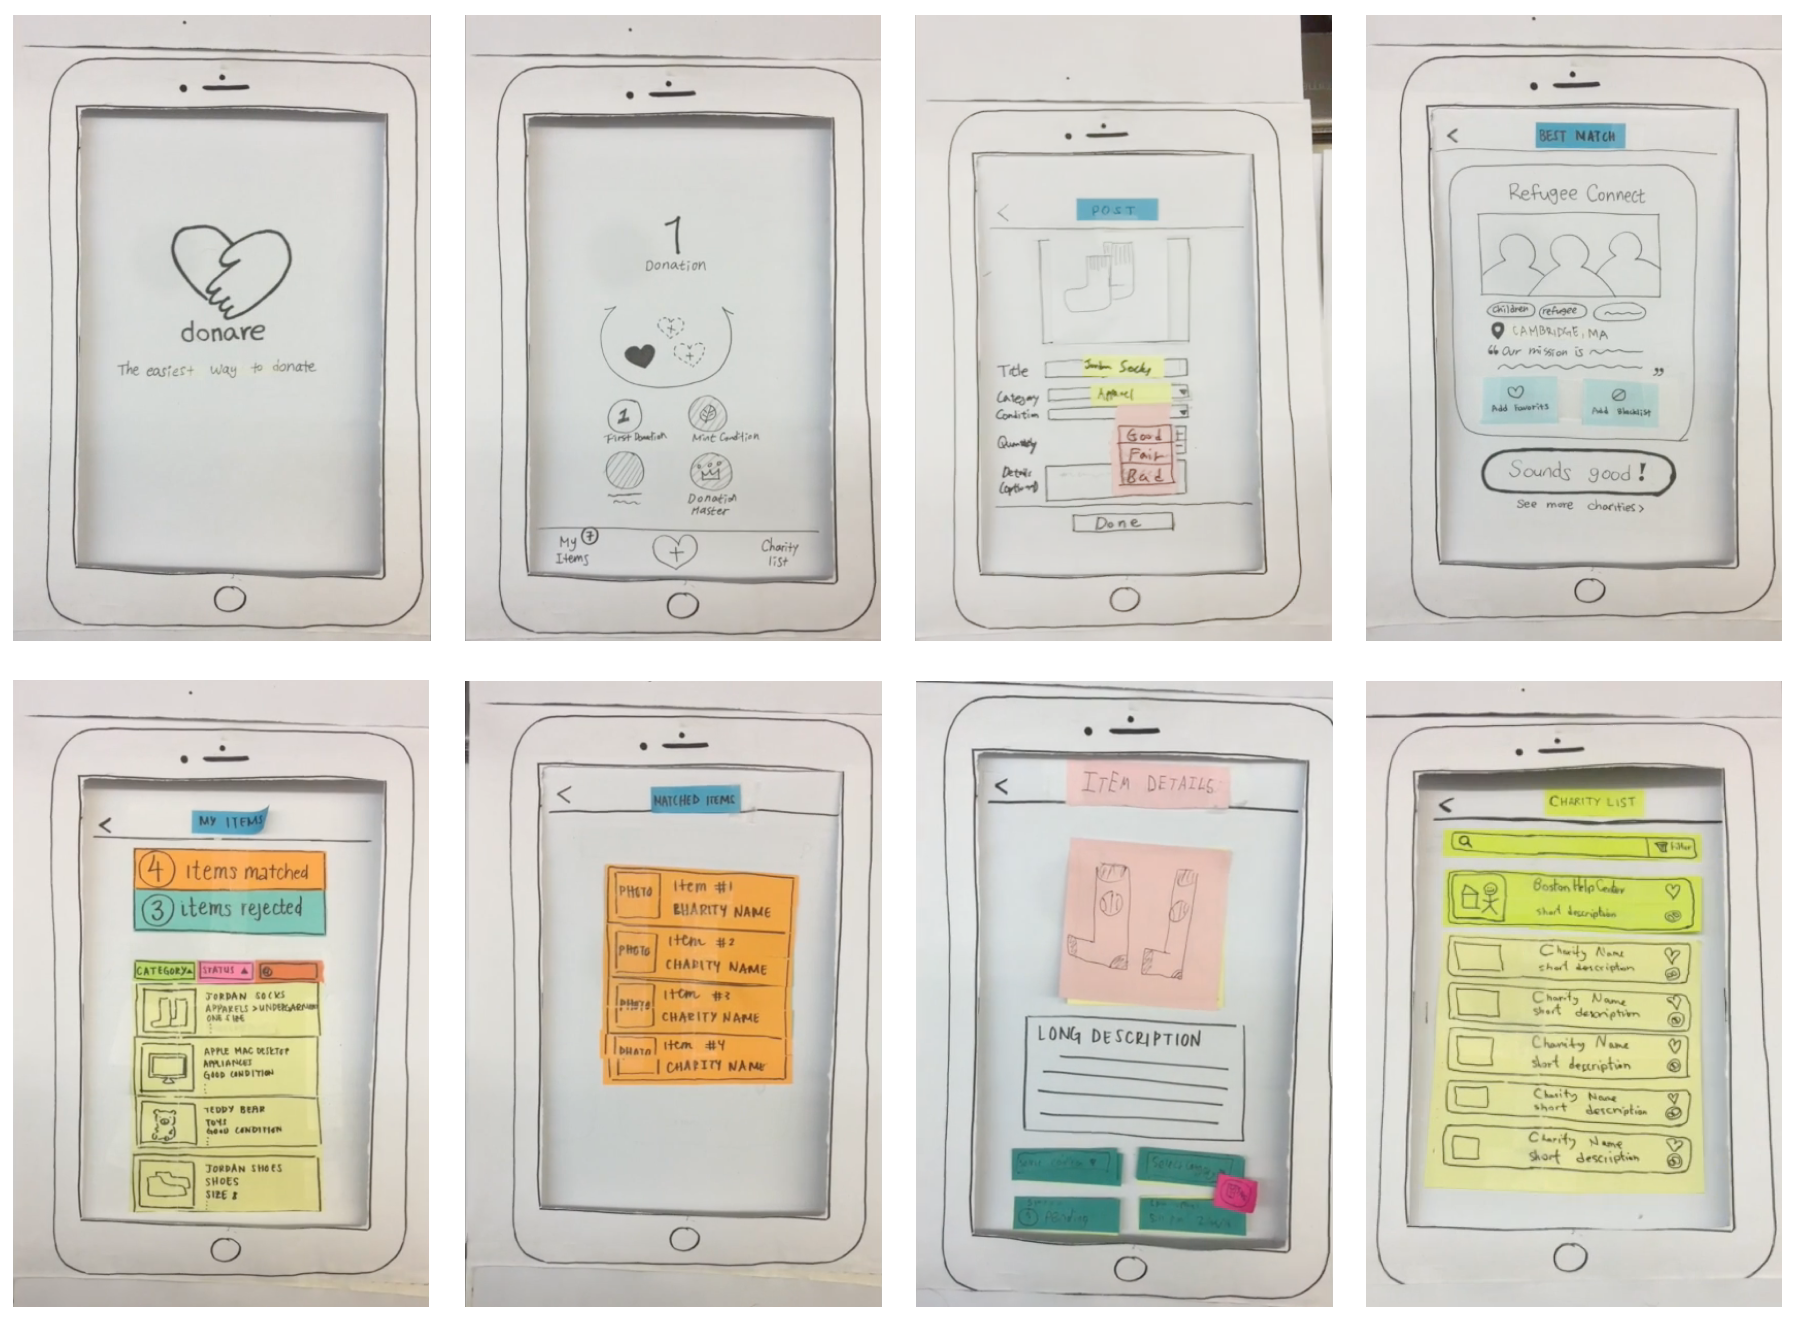 donare
The easiest way to donate
1
Donation
1
First Donation
Mint Condition
Donation
Master
My 7
Items
Charity
list
<
POST
Title
Socks
Category
Apparel
Condition
Quantity
Good
Fair
Bad
Details
(optional)
Done
<
BEST MATCH
Refugee Connect
children
refugee
CAMBRIDGE, MA
“ Our mission is
”
Add Favorits
Add Blacklist
Sounds good!
See more charities >
<
MY ITEMS
4 items matched
3 items rejected
CATEGORY
STATUS
JORDAN SOCKS
APPARELS > UNDERGARMENT
ONE SIZE
APPLE MAC DESKTOP
APPLIANCES
GOOD CONDITION
TEDDY BEAR
TOYS
GOOD CONDITION
JORDAN SHOES
SHOES
SIZE 8
<
MATCHED ITEMS
PHOTO
Item #1
CHARITY NAME
PHOTO
Item #2
CHARITY NAME
PHOTO
Item #3
CHARITY NAME
PHOTO
Item #4
CHARITY NAME
<
ITEM DETAILS
LONG DESCRIPTION
Pending
<
CHARITY LIST
Filter
Boston Help Center
short description
Charity Name
short description
Charity Name
short description
Charity Name
short description
Charity Name
short description
Charity Name
short description